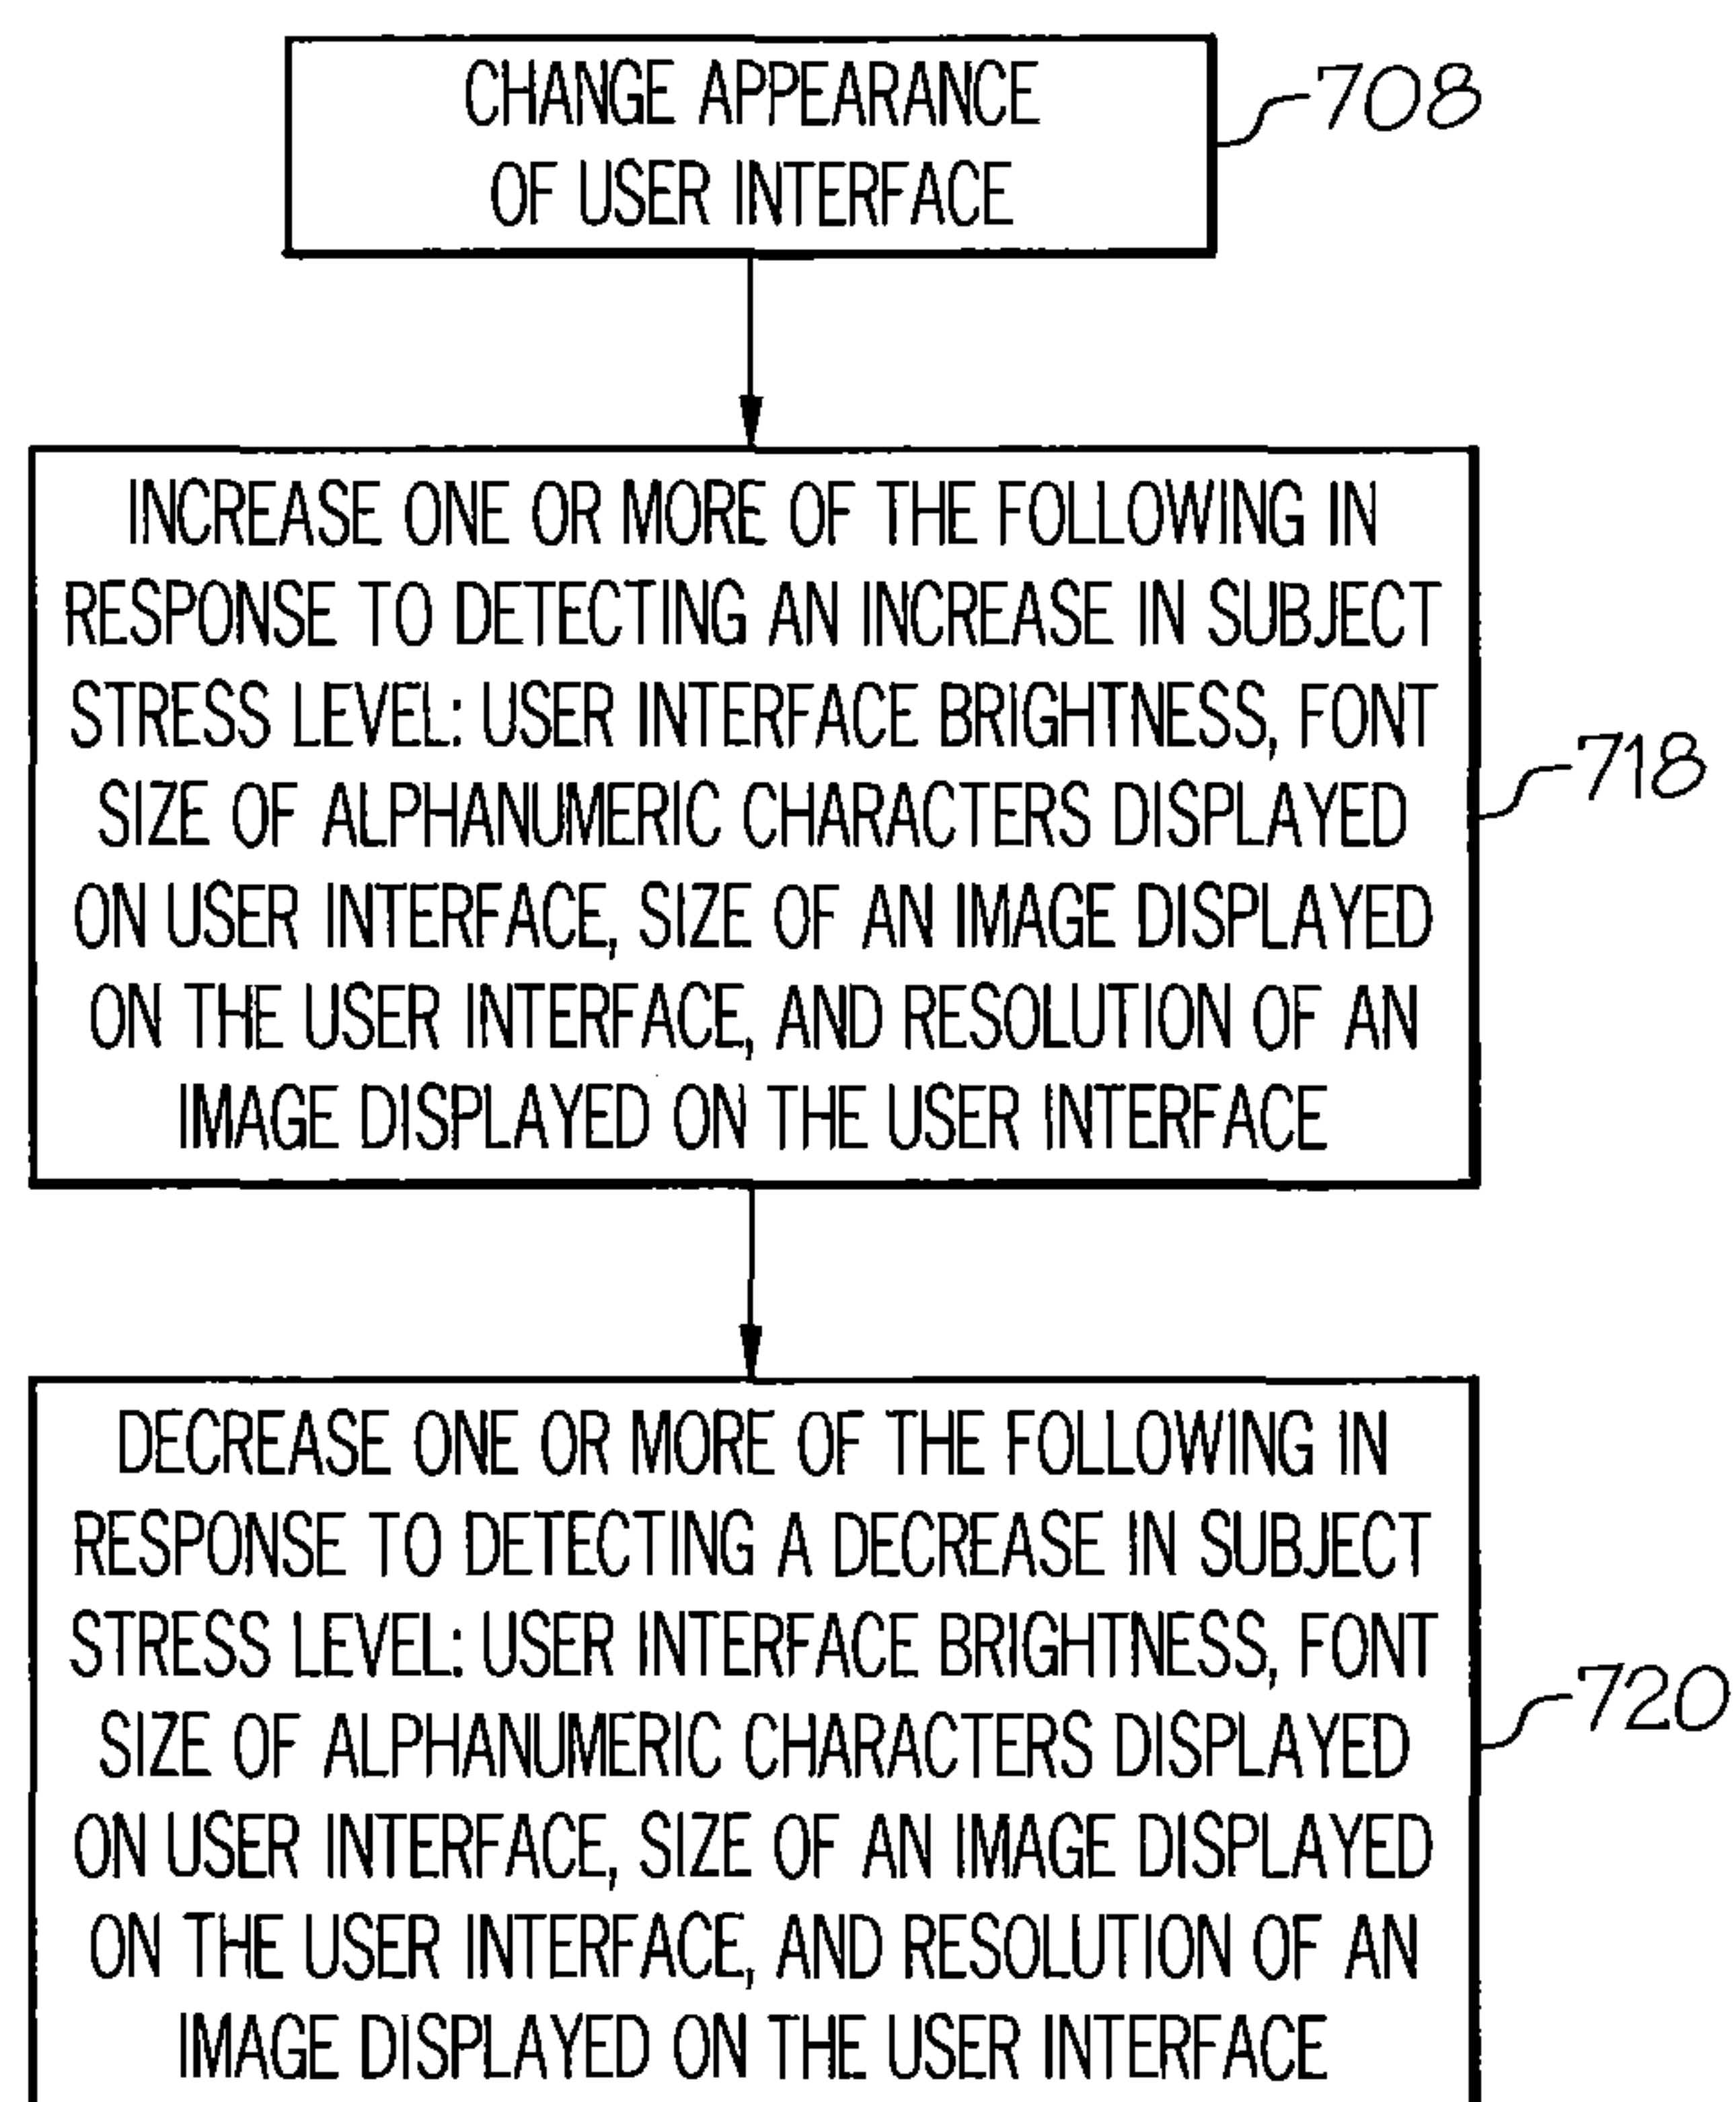 CHANGE APPEARANCE
OF USER INTERFACE
708
INCREASE ONE OR MORE OF THE FOLLOWING IN
RESPONSE TO DETECTING AN INCREASE IN SUBJECT
STRESS LEVEL: USER INTERFACE BRIGHTNESS, FONT
SIZE OF ALPHANUMERIC CHARACTERS DISPLAYED
ON USER INTERFACE, SIZE OF AN IMAGE DISPLAYED
ON THE USER INTERFACE, AND RESOLUTION OF AN
IMAGE DISPLAYED ON THE USER INTERFACE
718
DECREASE ONE OR MORE OF THE FOLLOWING IN
RESPONSE TO DETECTING A DECREASE IN SUBJECT
STRESS LEVEL: USER INTERFACE BRIGHTNESS, FONT
SIZE OF ALPHANUMERIC CHARACTERS DISPLAYED
ON USER INTERFACE, SIZE OF AN IMAGE DISPLAYED
ON THE USER INTERFACE, AND RESOLUTION OF AN
IMAGE DISPLAYED ON THE USER INTERFACE
720